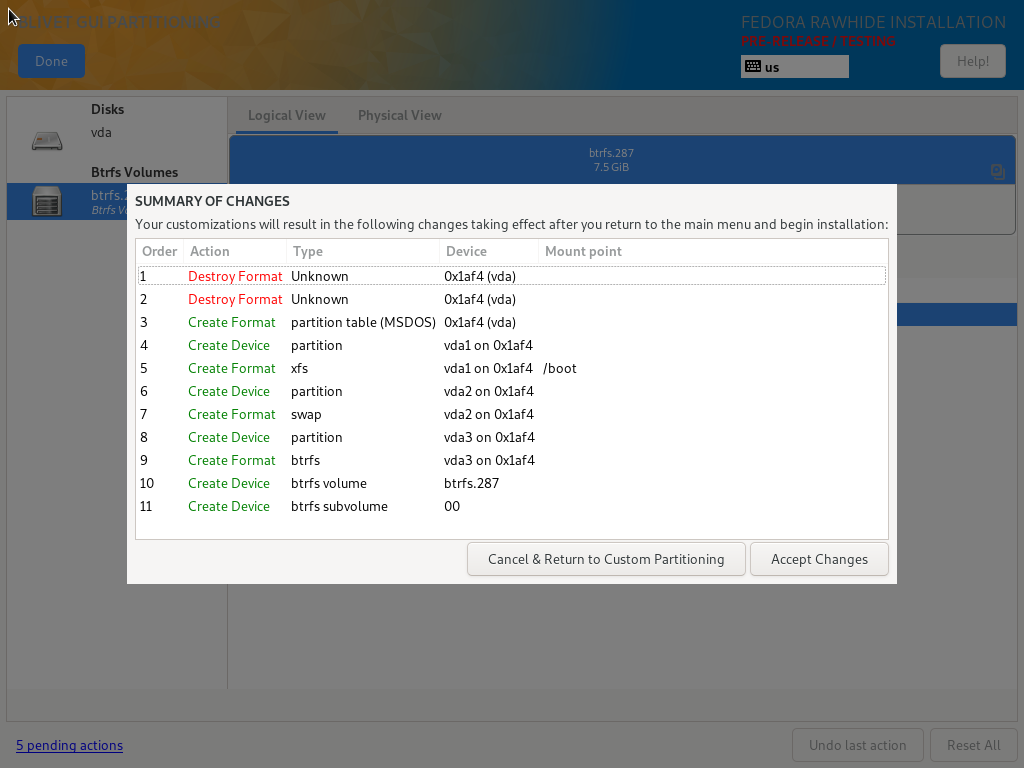 BLIVET GUI PARTITIONING
FEDORA RAWHIDE INSTALLATION
PRE-RELEASE / TESTING
Done
us
Help!
Disks
vda
Logical View
Physical View
btrfs.287
7.5 GiB
Btrfs Volumes
btrfs.2
Btrfs Vo
SUMMARY OF CHANGES
Your customizations will result in the following changes taking effect after you return to the main menu and begin installation:
Order Action Type Device Mount point
1 Destroy Format Unknown 0x1af4 (vda)
2 Destroy Format Unknown 0x1af4 (vda)
3 Create Format partition table (MSDOS) 0x1af4 (vda)
4 Create Device partition vda1 on 0x1af4
5 Create Format xfs vda1 on 0x1af4 /boot
6 Create Device partition vda2 on 0x1af4
7 Create Format swap vda2 on 0x1af4
8 Create Device partition vda3 on 0x1af4
9 Create Format btrfs vda3 on 0x1af4
10 Create Device btrfs volume btrfs.287
11 Create Device btrfs subvolume 00
Cancel & Return to Custom Partitioning
Accept Changes
5 pending actions
Undo last action
Reset All